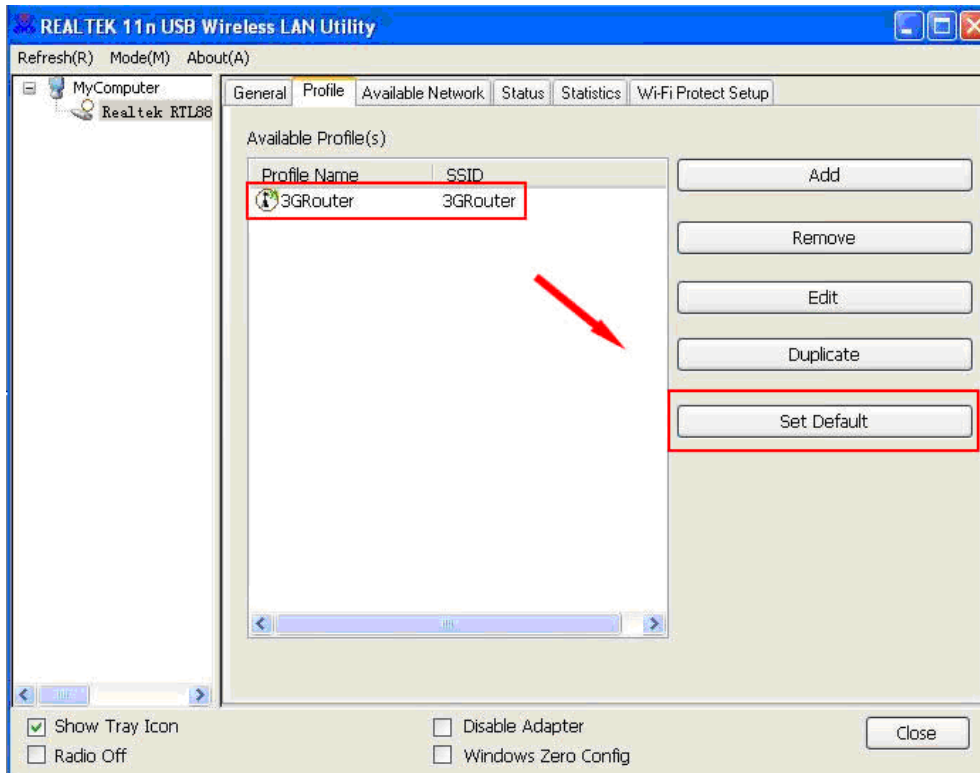 REALTEK 11n USB Wireless LAN Utility
Refresh(R) Mode(M) About(A)
MyComputer
Realtek RTL88
General Profile Available Network Status Statistics Wi-Fi Protect Setup
Available Profile(s)
Profile Name SSID
3GRouter 3GRouter
Add
Remove
Edit
Duplicate
Set Default
Show Tray Icon
Radio Off
Disable Adapter
Windows Zero Config
Close